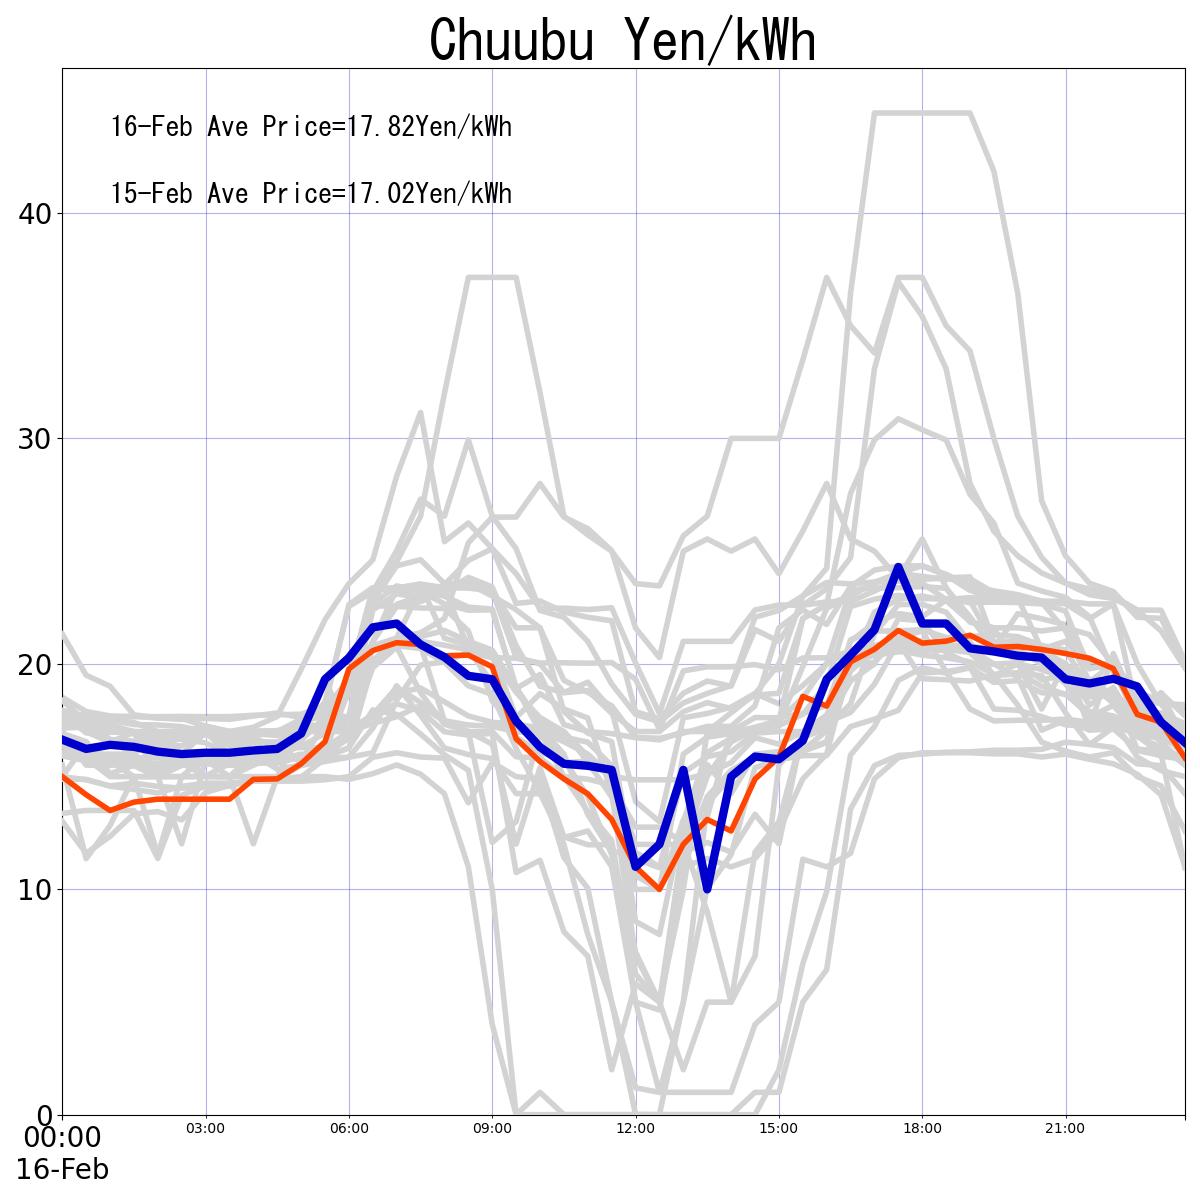 Chuubu Yen/kWh
16-Feb Ave Price=17.82Yen/kWh
15-Feb Ave Price=17.02Yen/kWh
40
30
20
10
0
00:00 03:00 06:00 09:00 12:00 15:00 18:00 21:00
16-Feb